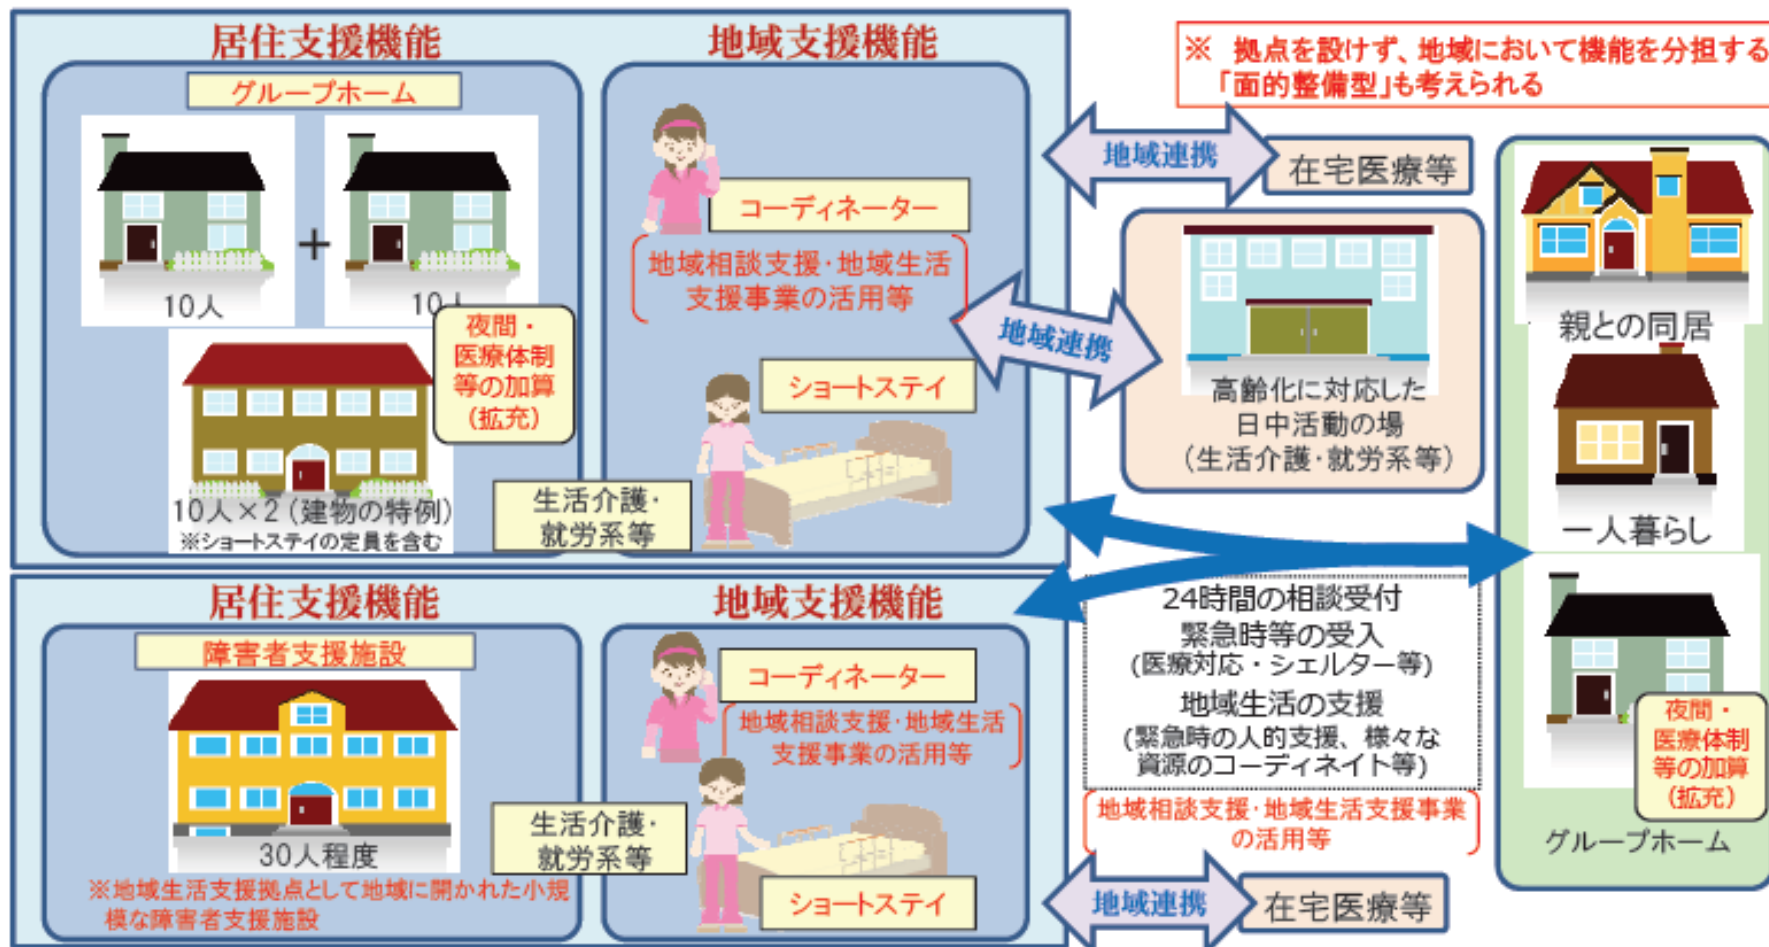 居住支援機能
地域支援機能
グループホーム
10人
+
10人
夜間・
医療体制
等の加算
(拡充)
10人×2(建物の特例)
※ショートステイの定員を含む
コーディネーター
地域相談支援・地域生活
支援事業の活用等
ショートステイ
生活介護・
就労系等
※ 拠点を設けず、地域において機能を分担する
「面的整備型」も考えられる
地域連携
在宅医療等
地域連携
高齢化に対応した
日中活動の場
(生活介護・就労系等)
親との同居
一人暮らし
夜間・
医療体制
等の加算
(拡充)
グループホーム
居住支援機能
地域支援機能
障害者支援施設
30人程度
※地域生活支援拠点として地域に開かれた小規
模な障害者支援施設
コーディネーター
地域相談支援・地域生活
支援事業の活用等
生活介護・
就労系等
ショートステイ
24時間の相談受付
緊急時等の受入
(医療対応・シェルター等)
地域生活の支援
(緊急時の人的支援、様々な
資源のコーディネイト等)
地域相談支援・地域生活支援事業
の活用等
地域連携
在宅医療等